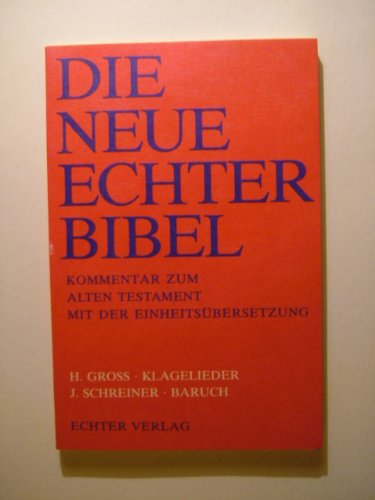 DIE
NEUE
ECHTER
BIBEL
KOMMENTAR ZUM
ALTEN TESTAMENT
MIT DER EINHEITSÜBERSETZUNG
H. GROSS · KLAGELIEDER
J. SCHREINER · BARUCH
ECHTER VERLAG